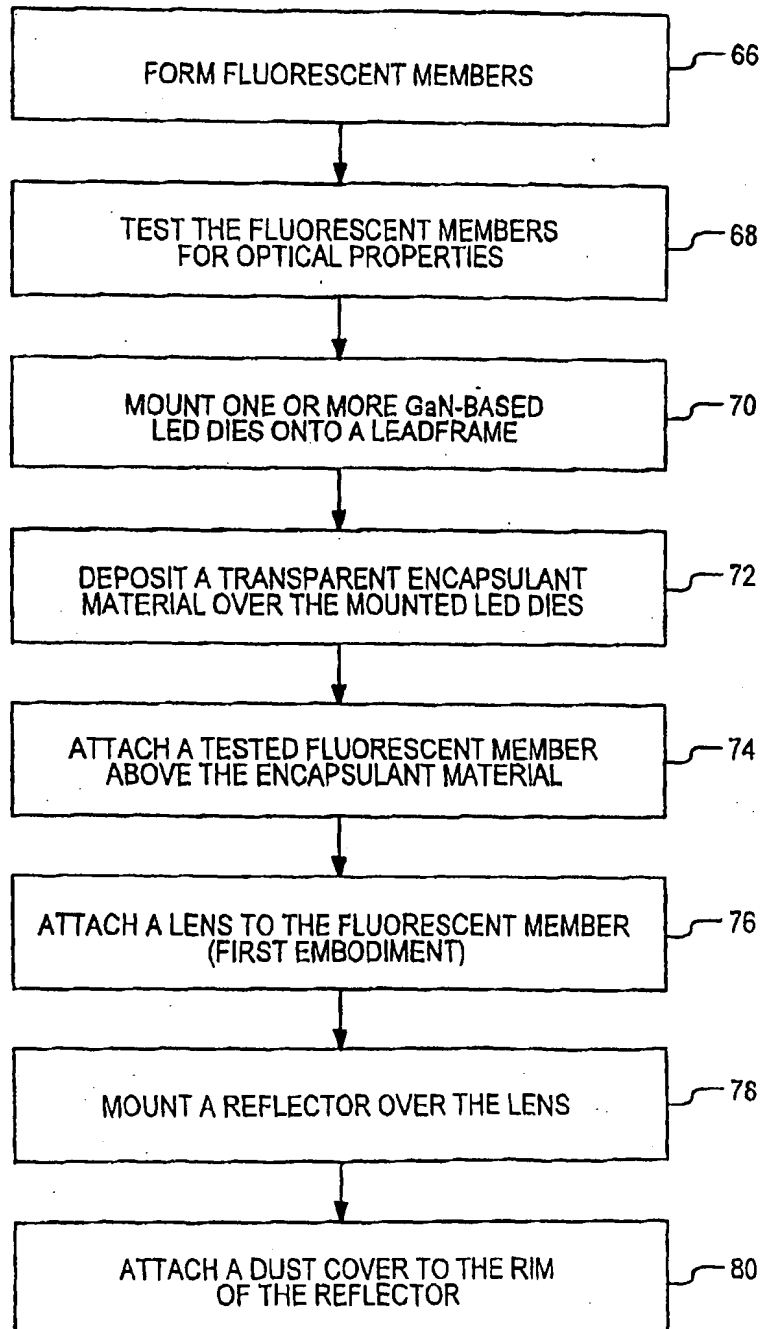 FORM FLUORESCENT MEMBERS
66
TEST THE FLUORESCENT MEMBERS
FOR OPTICAL PROPERTIES
68
MOUNT ONE OR MORE GaN-BASED
LED DIES ONTO A LEADFRAME
70
DEPOSIT A TRANSPARENT ENCAPSULANT
MATERIAL OVER THE MOUNTED LED DIES
72
ATTACH A TESTED FLUORESCENT MEMBER
ABOVE THE ENCAPSULANT MATERIAL
74
ATTACH A LENS TO THE FLUORESCENT MEMBER
(FIRST EMBODIMENT)
76
MOUNT A REFLECTOR OVER THE LENS
78
ATTACH A DUST COVER TO THE RIM
OF THE REFLECTOR
80